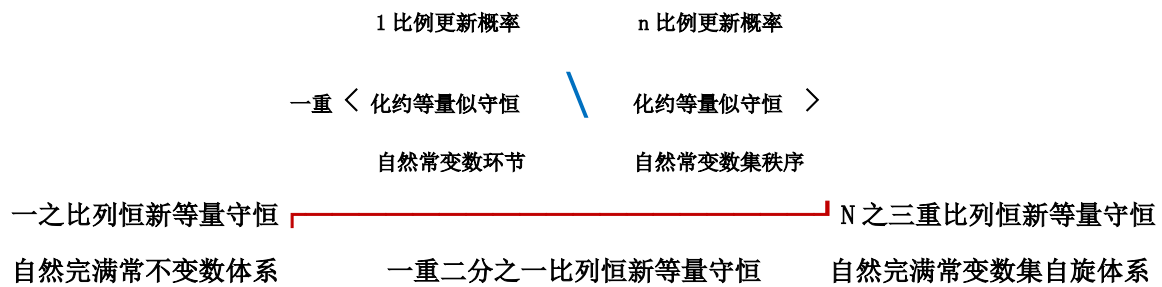 1 比例更新概率 n 比例更新概率
一重 < 化约等量似守恒 \ 化约等量似守恒 >
自然常变数环节 自然常变数集秩序
一之比列恒新等量守恒 N 之三重比列恒新等量守恒
自然完满常不变数体系 一重二分之一比列恒新等量守恒 自然完满常变数集自旋体系